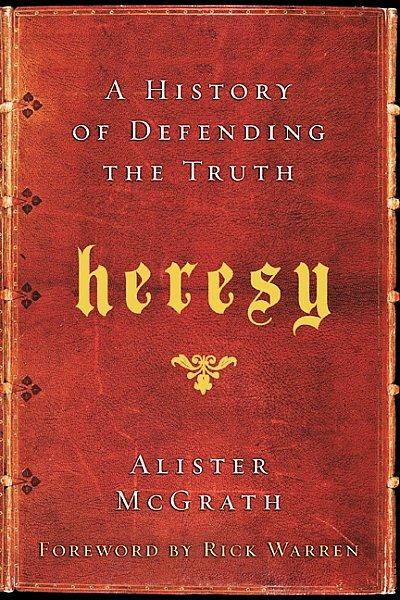 A History
of Defending
the Truth
heresy
Alister
McGrath
Foreword by Rick Warren